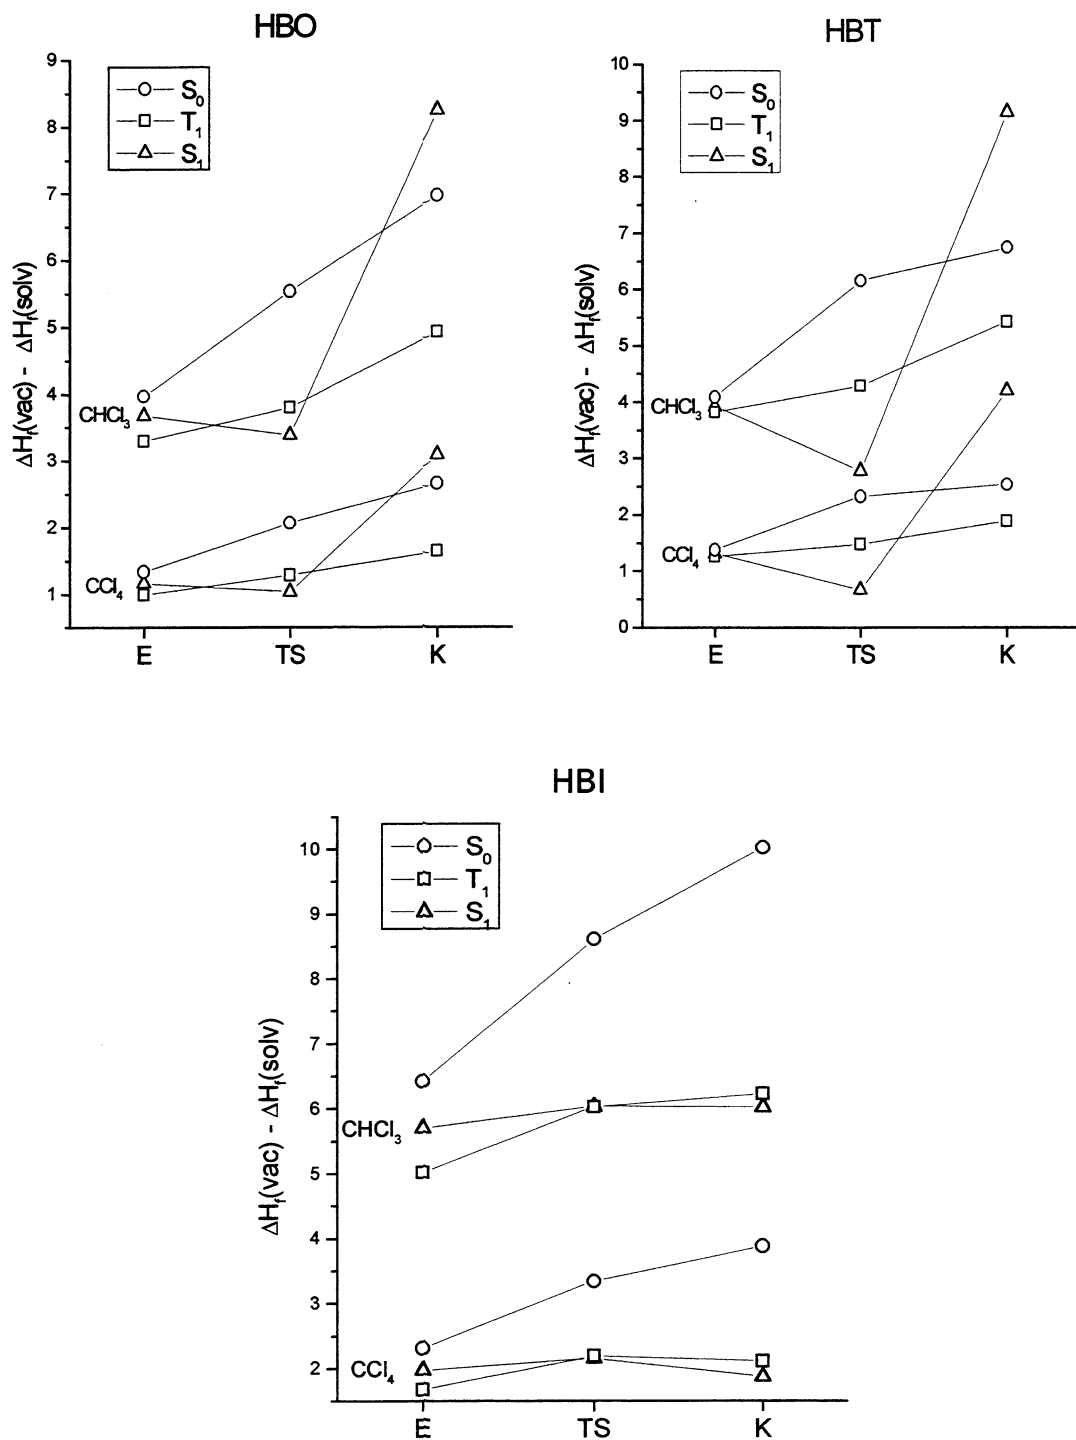 HBO
S0
T1
S1
9
8
7
6
5
4
3
2
1
ΔHf(vac) - ΔHf(solv)
CHCl3
CCl4
E TS K
HBT
S0
T1
S1
10
9
8
7
6
5
4
3
2
1
0
ΔHf(vac) - ΔHf(solv)
CHCl3
CCl4
E TS K
HBI
S0
T1
S1
10
9
8
7
6
5
4
3
2
ΔHf(vac) - ΔHf(solv)
CHCl3
CCl4
E TS K